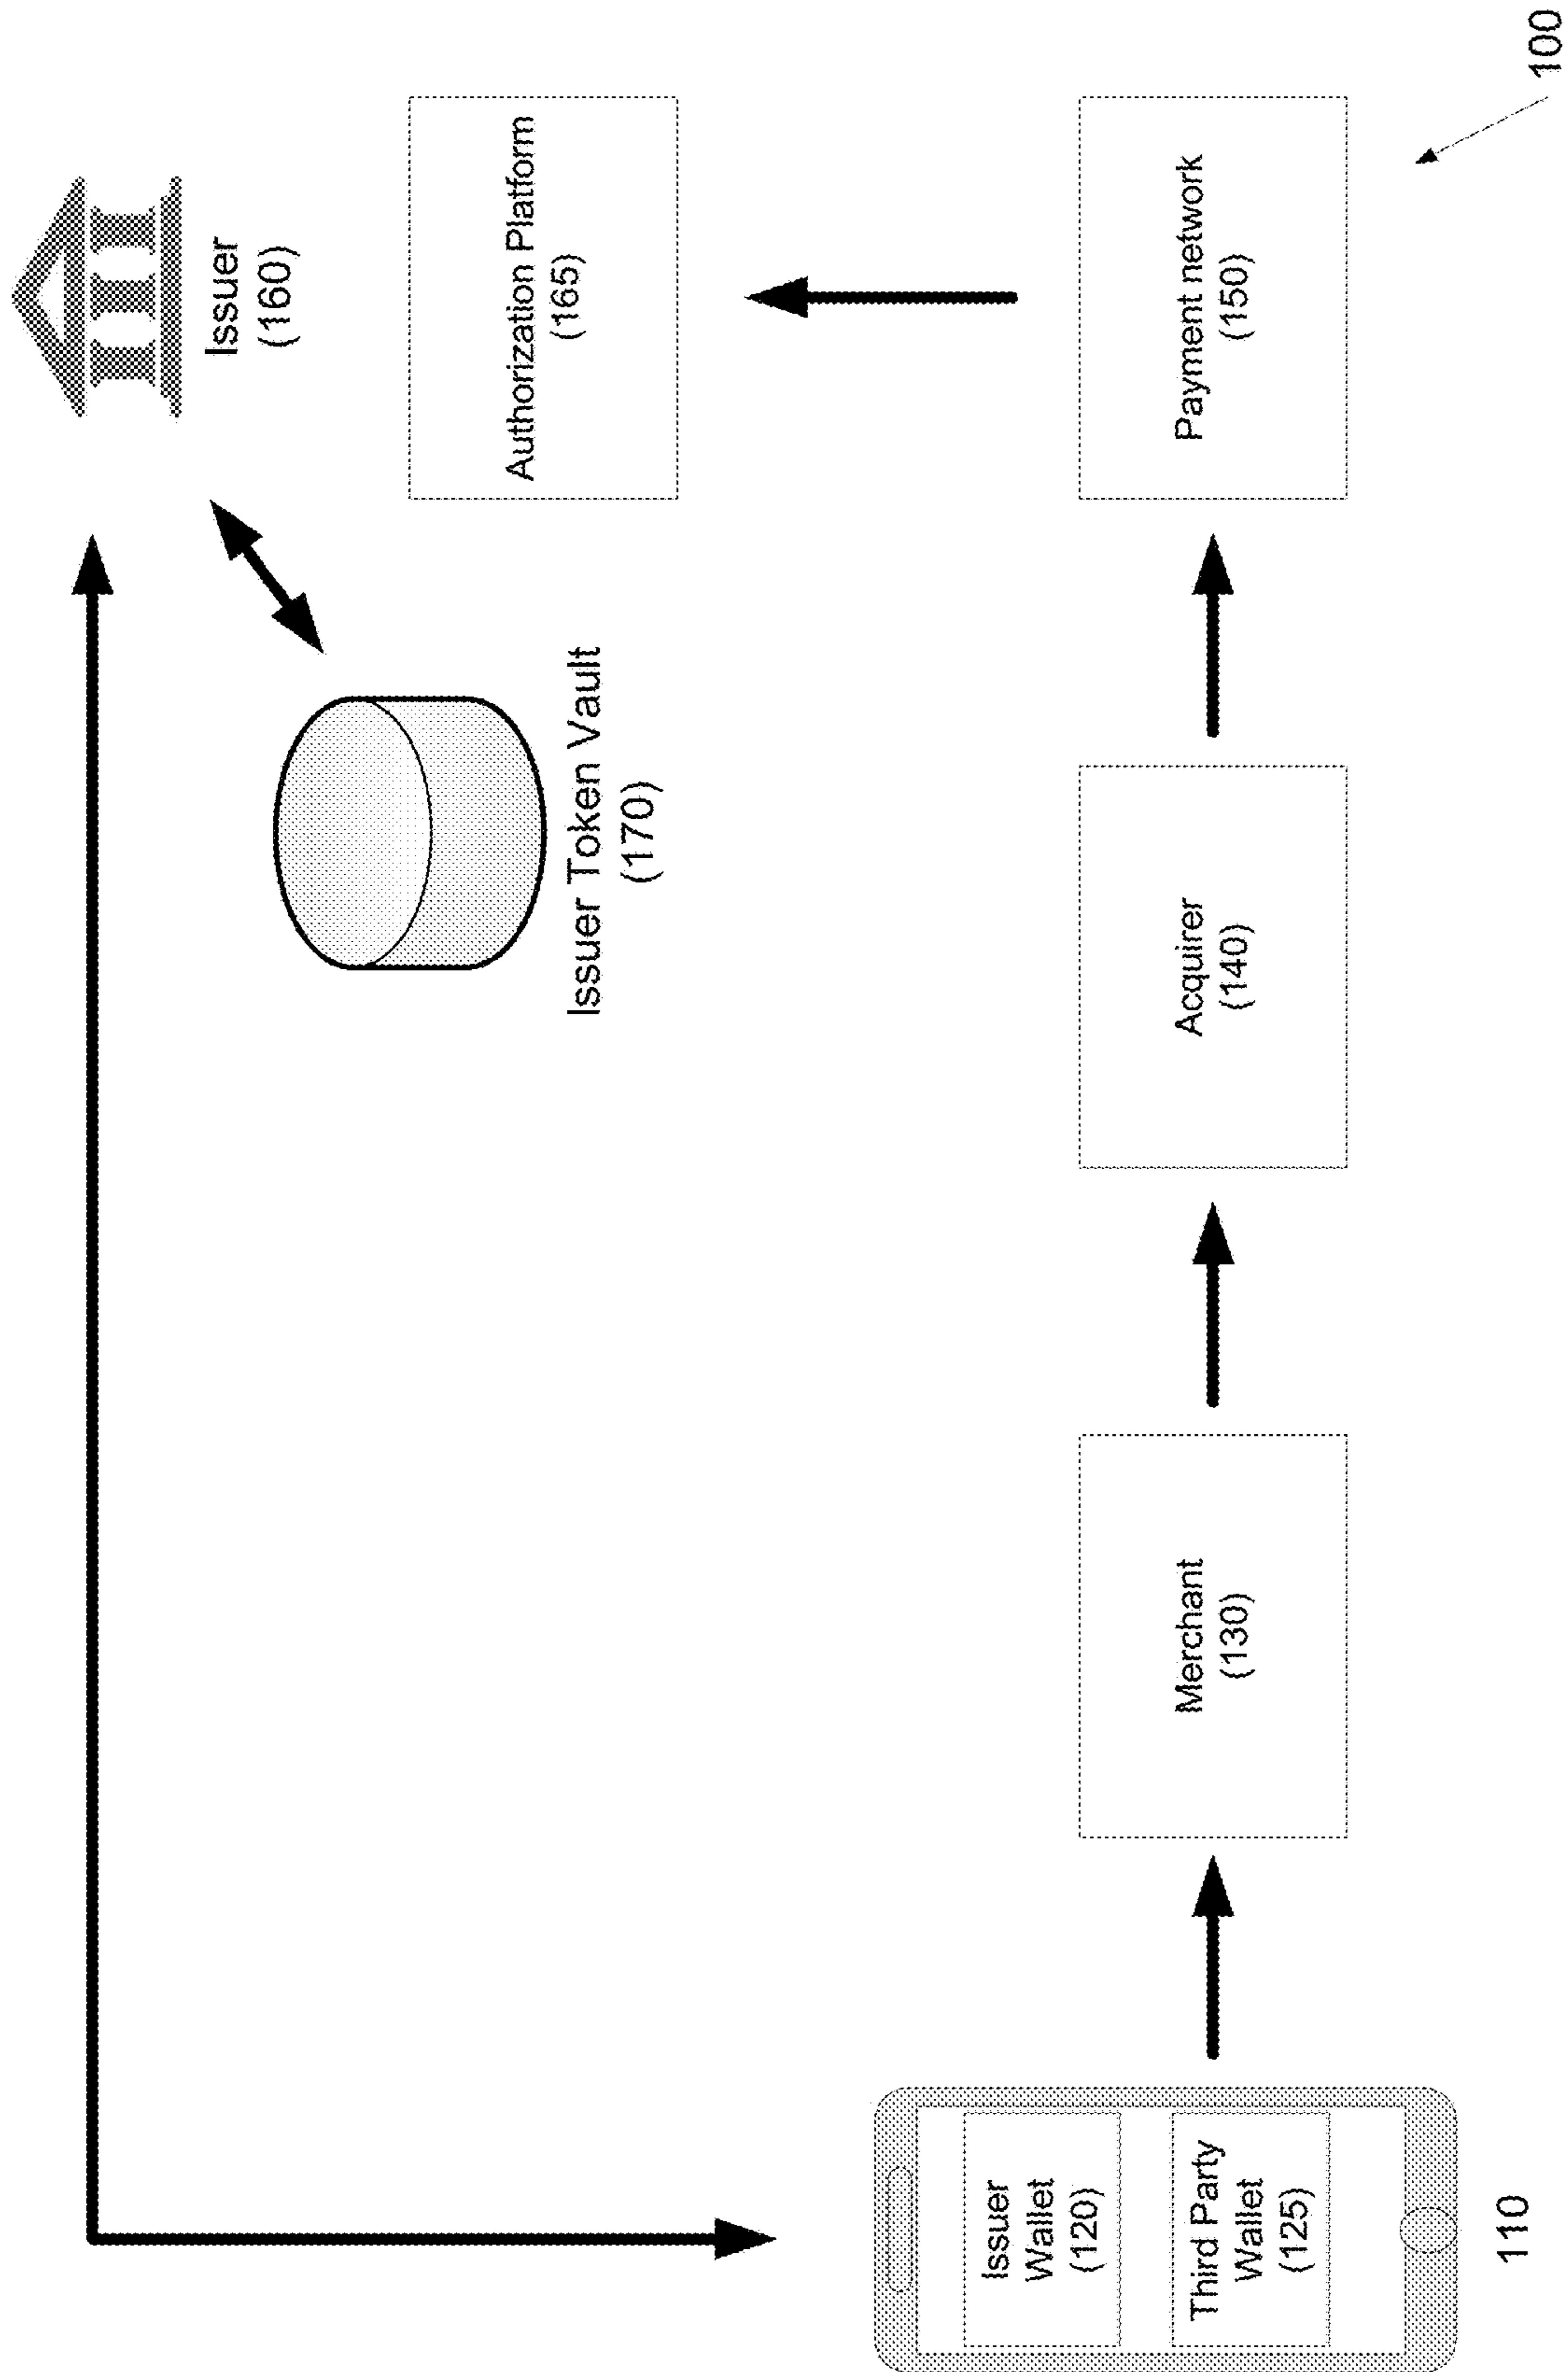 Issuer
(160)
Authorization Platform
(165)
Issuer Token Vault
(170)
Issuer
Wallet
(120)
Third Party
Wallet
(125)
110
Merchant
(130)
Acquirer
(140)
Payment network
(150)
100